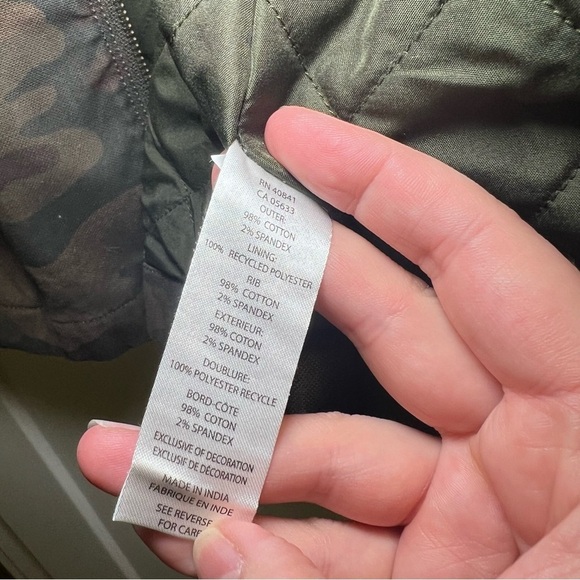 RN 40841
CA 05633
OUTER:
98% COTTON
2% SPANDEX
LINING:
100% RECYCLED POLYESTER
RIB
98% COTTON
2% SPANDEX
EXTERIEUR:
98% COTON
2% SPANDEX
DOUBLURE:
100% POLYESTER RECYCLE
BORD-CÔTE
98% COTON
2% SPANDEX
EXCLUSIVE OF DECORATION
EXCLUSIF DE DÉCORATION
MADE IN INDIA
FABRIQUE EN INDE
SEE REVERSE
FOR CARE